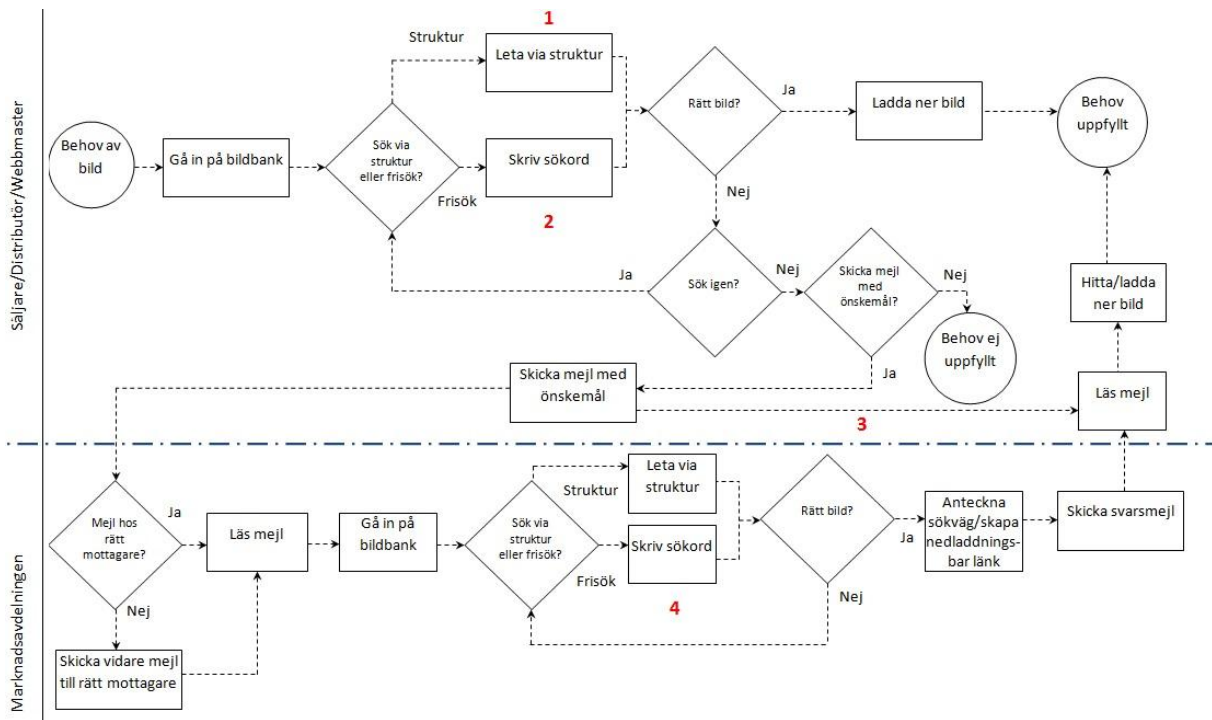 Säljare/Distributör/Webbmaster
1
Struktur
Leta via struktur
Behov av
bild
Gå in på bildbank
Sök via
struktur
eller frisök?
Skriv sökord
Frisök
2
Rätt bild?
Ja
Ladda ner bild
Behov
uppfyllt
Nej
Ja
Sök igen?
Nej
Skicka mejl
med
önskemål?
Nej
Behov ej
uppfyllt
Hitta/ladda
ner bild
Ja
Skicka mejl med
önskemål
3
Läs mejl
Marknadsavdelningen
Mejl hos
rätt
mottagare?
Ja
Läs mejl
Gå in på
bildbank
Sök via
struktur
eller frisök?
Struktur
Leta via
struktur
Skriv sökord
Frisök
4
Rätt bild?
Ja
Anteckna
sökväg/skapa
nedladdnings-
bar länk
Skicka svarsmejl
Nej
Nej
Skicka vidare mejl
till rätt mottagare